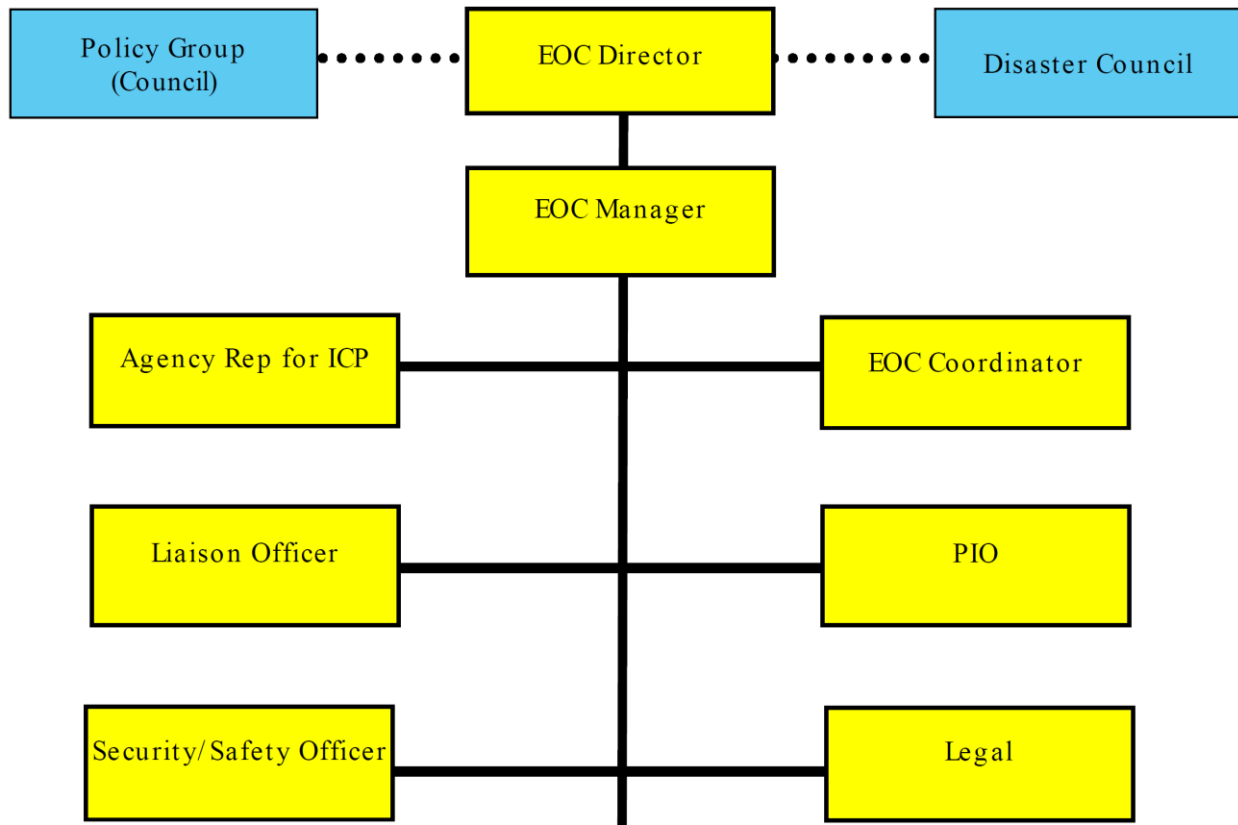 Policy Group
(Council)
EOC Director
Disaster Council
EOC Manager
Agency Rep for ICP
EOC Coordinator
Liaison Officer
PIO
Security/Safety Officer
Legal